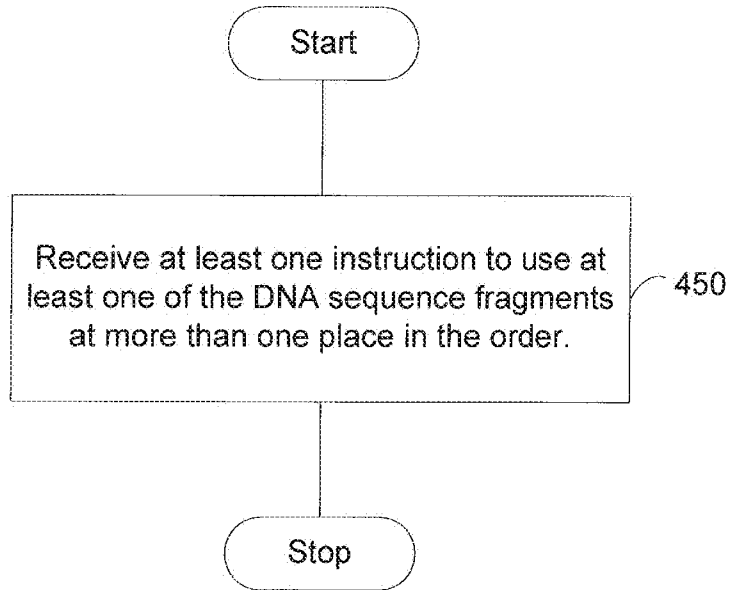 Start
Receive at least one instruction to use at
least one of the DNA sequence fragments
at more than one place in the order.
450
Stop